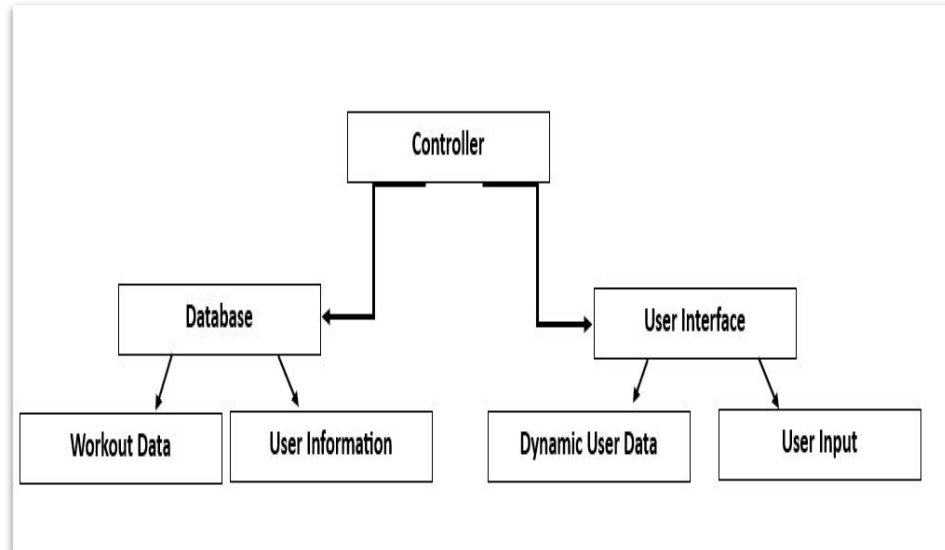 Controller
Database
User Interface
Workout Data
User Information
Dynamic User Data
User Input